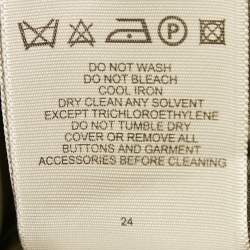 P
DO NOT WASH
DO NOT BLEACH
COOL IRON
DRY CLEAN ANY SOLVENT
EXCEPT TRICHLOROETHYLENE
DO NOT TUMBLE DRY
COVER OR REMOVE ALL
BUTTONS AND GARMENT
ACCESSORIES BEFORE CLEANING
24